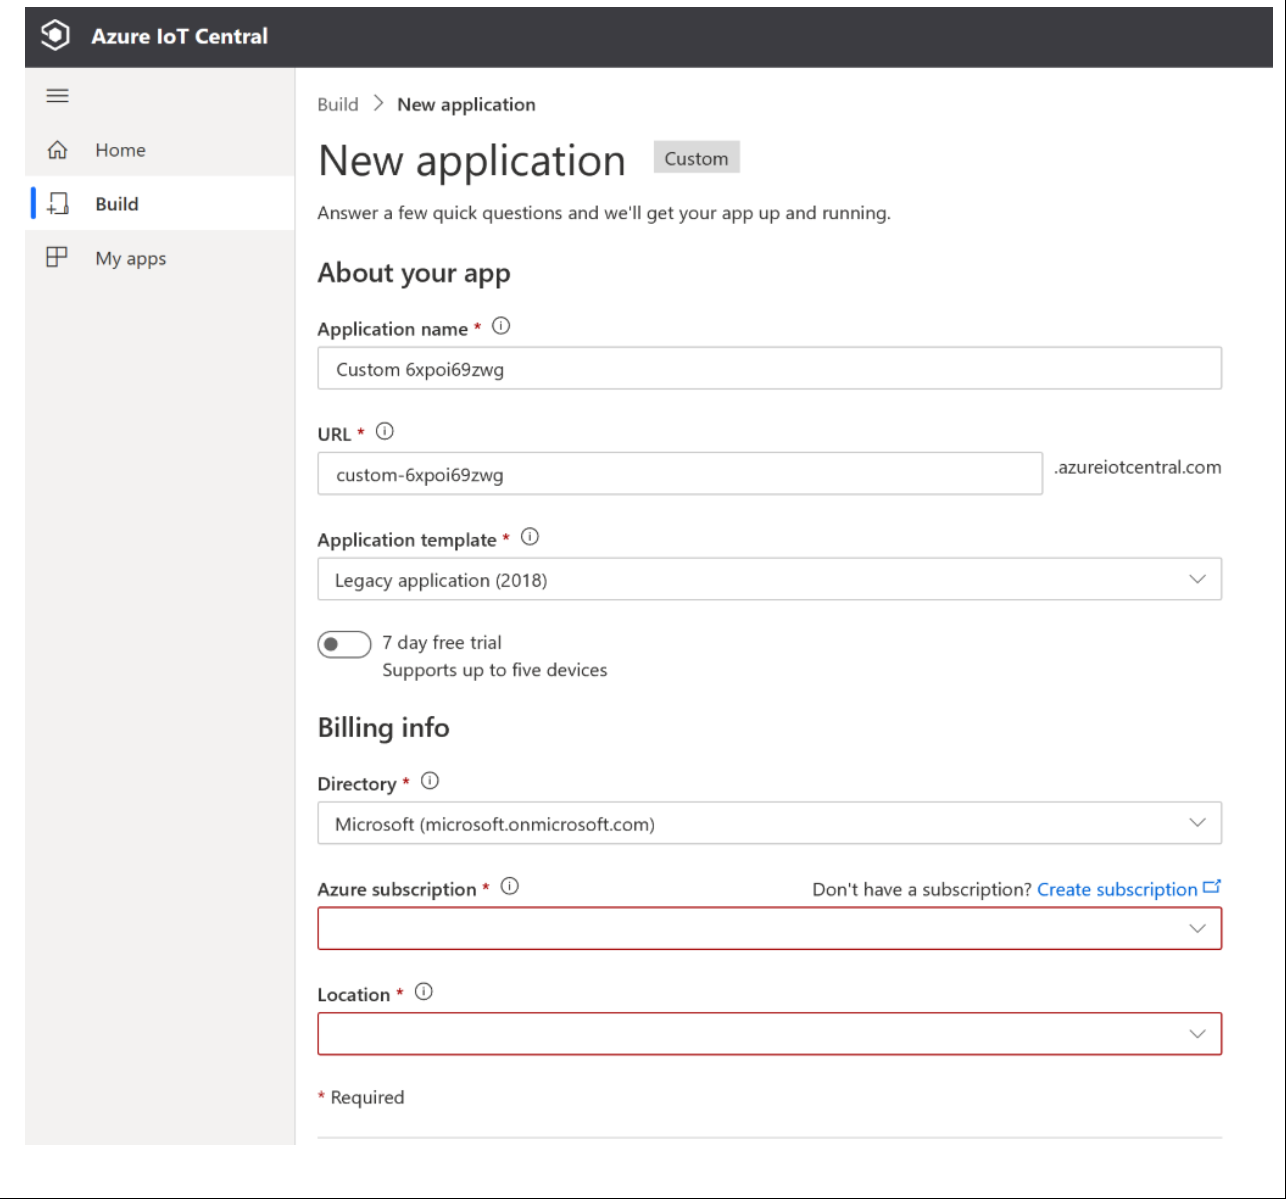 Azure IoT Central
Home
Build
My apps
Build > New application
New application Custom
Answer a few quick questions and we'll get your app up and running.
About your app
Application name *
Custom 6xpoi69zwg
URL *
custom-6xpoi69zwg .azureiotcentral.com
Application template *
Legacy application (2018)
7 day free trial
Supports up to five devices
Billing info
Directory *
Microsoft (microsoft.onmicrosoft.com)
Azure subscription * Don't have a subscription? Create subscription
Location *
* Required